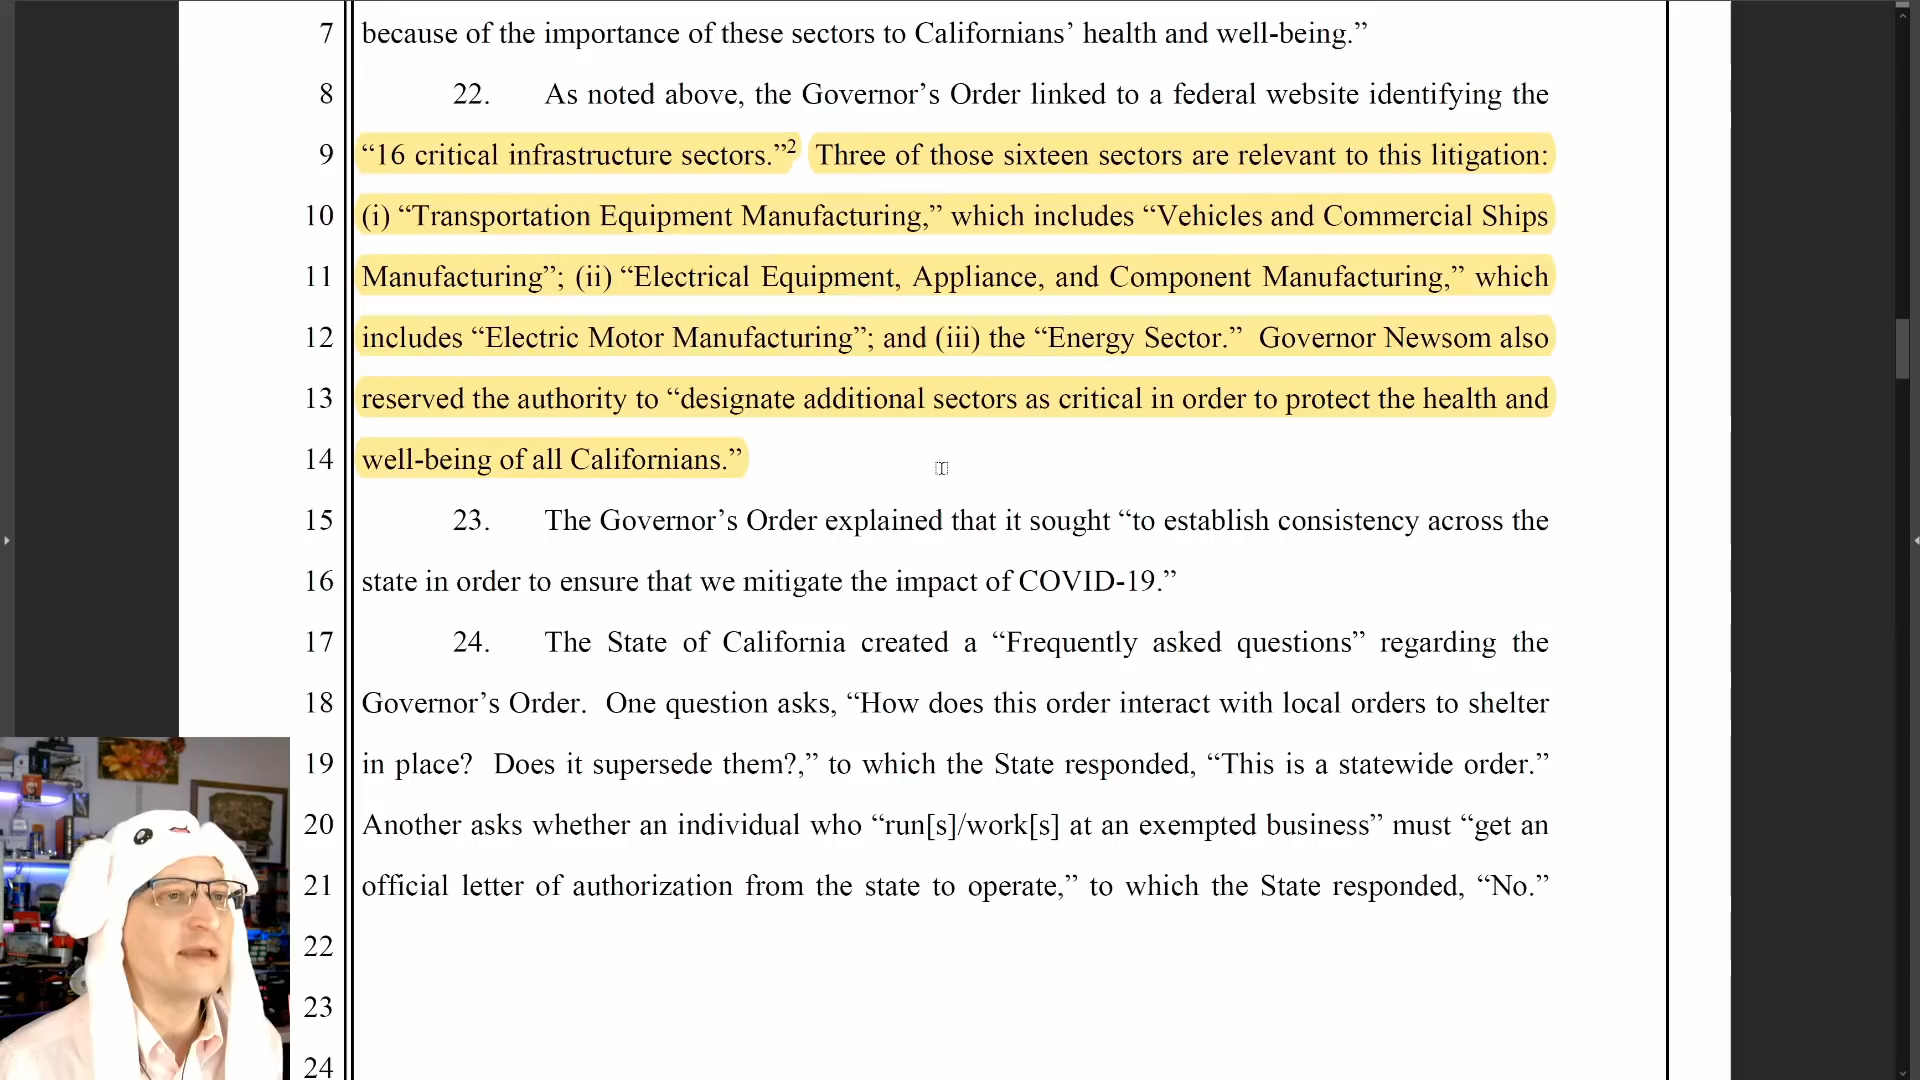 7 because of the importance of these sectors to Californians’ health and well-being.”
8 22. As noted above, the Governor’s Order linked to a federal website identifying the
9 “16 critical infrastructure sectors.”2 Three of those sixteen sectors are relevant to this litigation:
10 (i) “Transportation Equipment Manufacturing,” which includes “Vehicles and Commercial Ships
11 Manufacturing”; (ii) “Electrical Equipment, Appliance, and Component Manufacturing,” which
12 includes “Electric Motor Manufacturing”; and (iii) the “Energy Sector.” Governor Newsom also
13 reserved the authority to “designate additional sectors as critical in order to protect the health and
14 well-being of all Californians.”
15 23. The Governor’s Order explained that it sought “to establish consistency across the
16 state in order to ensure that we mitigate the impact of COVID-19.”
17 24. The State of California created a “Frequently asked questions” regarding the
18 Governor’s Order. One question asks, “How does this order interact with local orders to shelter
19 in place? Does it supersede them?,” to which the State responded, “This is a statewide order.”
20 Another asks whether an individual who “run[s]/work[s] at an exempted business” must “get an
21 official letter of authorization from the state to operate,” to which the State responded, “No.”
22
23
24